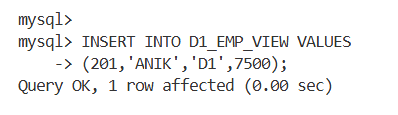 mysql>
mysql> INSERT INTO D1_EMP_VIEW VALUES
-> (201,'ANIK','D1',7500);
Query OK, 1 row affected (0.00 sec)